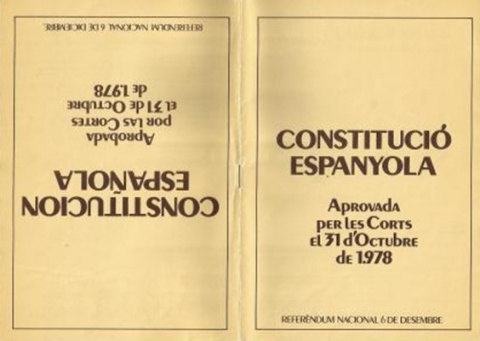 CONSTITUCIÓ
ESPANYOLA
APROVADA
PER LES CORTS
EL 31 d'OCTUBRE
DE 1.978
REFERÈNDUM NACIONAL 6 DE DESEMBRE
CONSTITUCION
ESPAÑOLA
APROBADA
POR LAS CORTES
EL 31 DE OCTUBRE
DE 1.978
REFERENDUM NACIONAL 6 DE DICIEMBRE